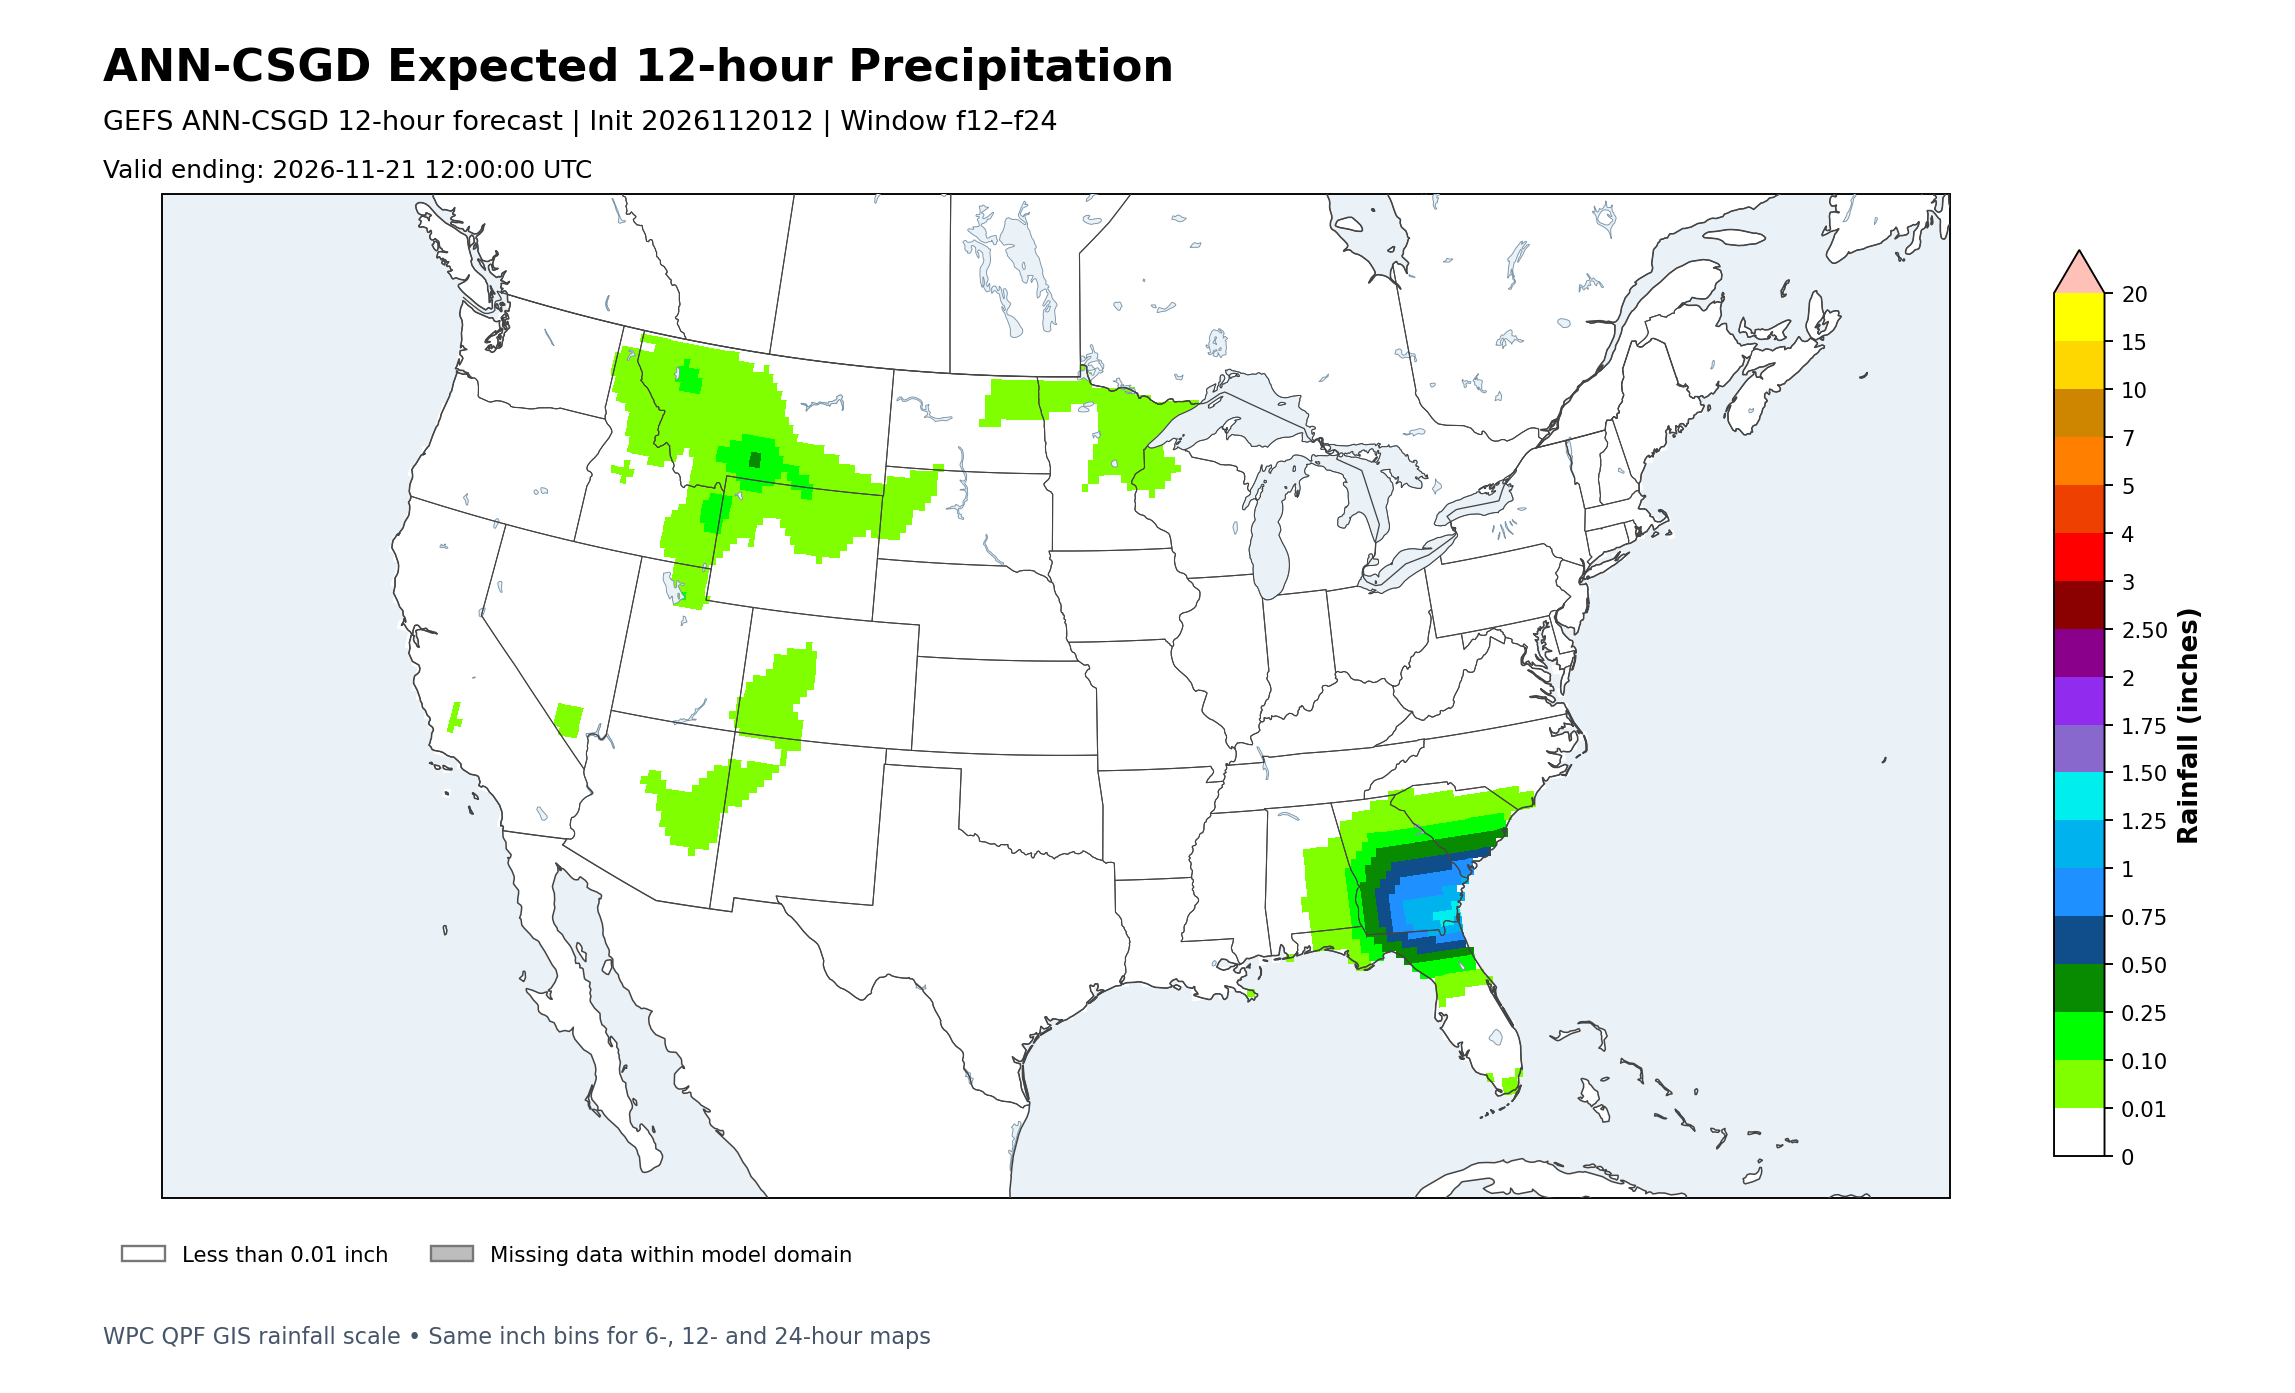 ANN-CSGD Expected 12-hour Precipitation
GEFS ANN-CSGD 12-hour forecast | Init 2026112012 | Window f12–f24
Valid ending: 2026-11-21 12:00:00 UTC
20
15
10
7
5
4
3
2.50
2
1.75
1.50
1.25
1
0.75
0.50
0.25
0.10
0.01
0
Rainfall (inches)
Less than 0.01 inch
Missing data within model domain
WPC QPF GIS rainfall scale • Same inch bins for 6-, 12- and 24-hour maps